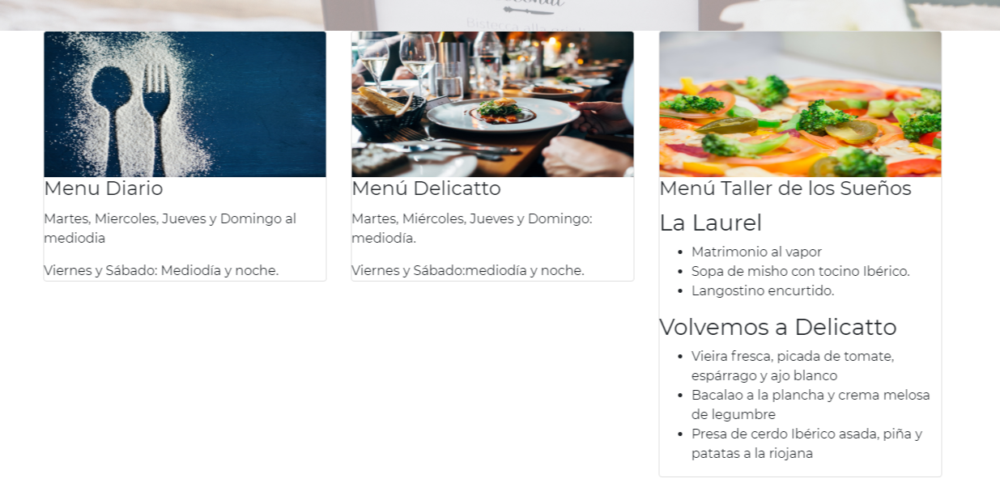 Menu Diario
Martes, Miercoles, Jueves y Domingo al
mediodia
Viernes y Sábado: Mediodía y noche.
Menú Delicatto
Martes, Miércoles, Jueves y Domingo:
mediodía.
Viernes y Sábado:mediodía y noche.
Menú Taller de los Sueños
La Laurel
Matrimonio al vapor
Sopa de misho con tocino Ibérico.
Langostino encurtido.
Volvemos a Delicatto
Vieira fresca, picada de tomate,
espárrago y ajo blanco
Bacalao a la plancha y crema melosa
de legumbre
Presa de cerdo Ibérico asada, piña y
patatas a la riojana